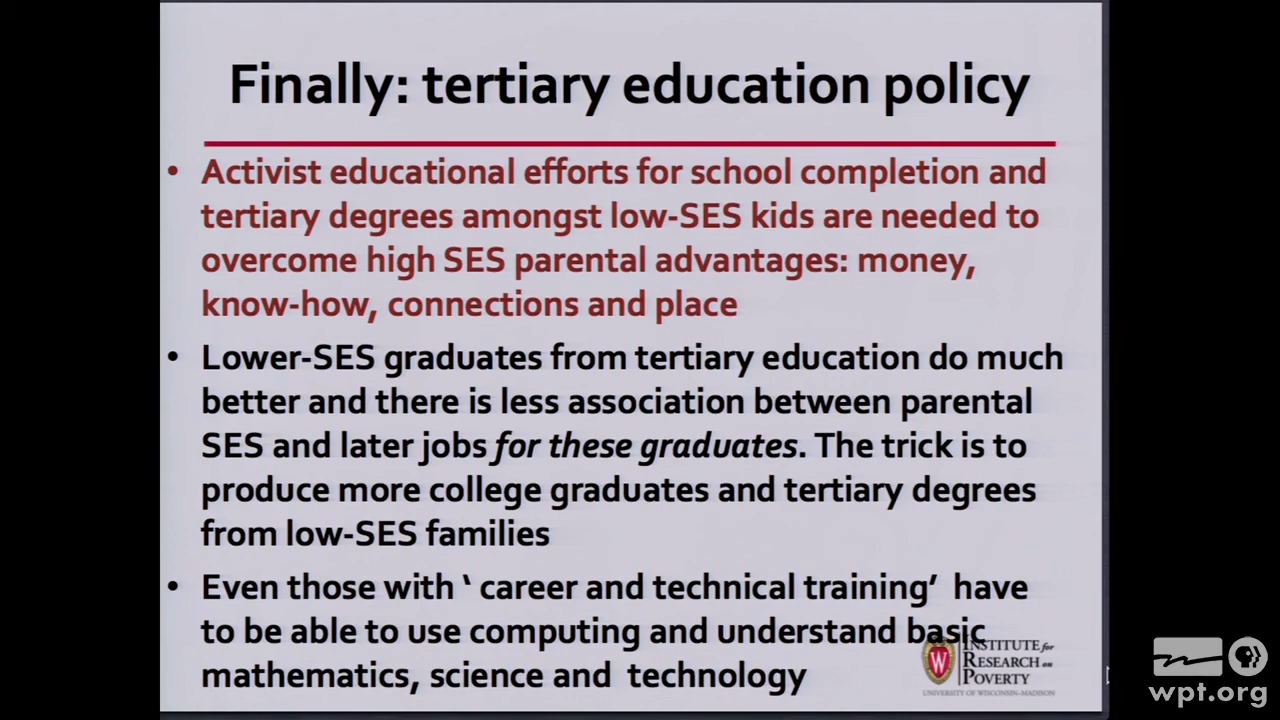 Finally: tertiary education policy
• Activist educational efforts for school completion and
tertiary degrees amongst low-SES kids are needed to
overcome high SES parental advantages: money,
know-how, connections and place
• Lower-SES graduates from tertiary education do much
better and there is less association between parental
SES and later jobs for these graduates. The trick is to
produce more college graduates and tertiary degrees
from low-SES families
• Even those with ‘ career and technical training’  have
to be able to use computing and understand basic
mathematics, science and  technology
W
INSTITUTE for
RESEARCH on
POVERTY
UNIVERSITY OF WISCONSIN–MADISON
wpt.org